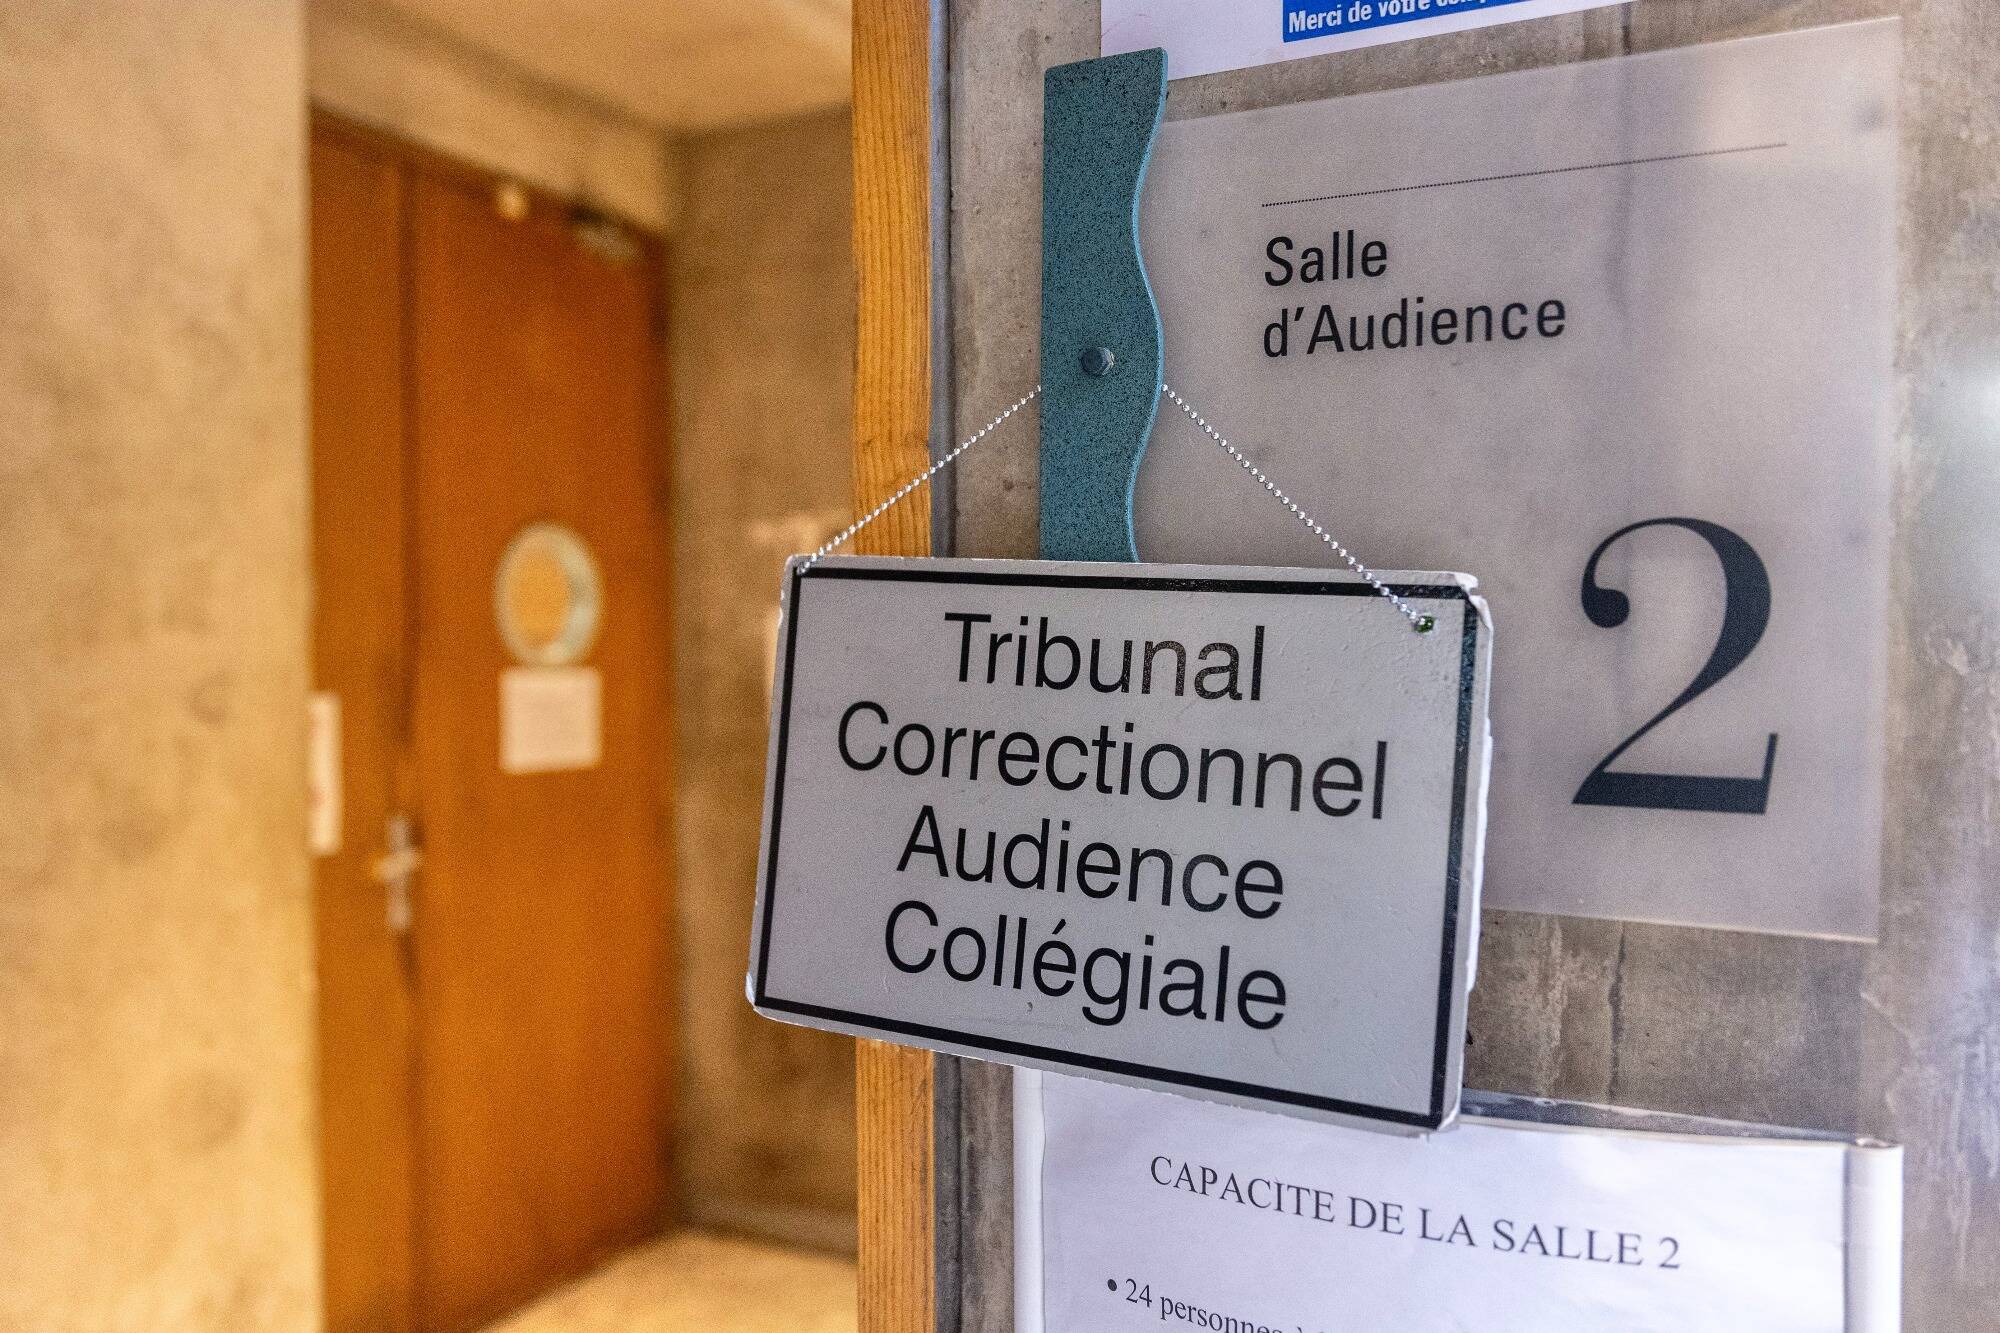 Merci de votre
Salle
d'Audience
2
Tribunal
Correctionnel
Audience
Collégiale
CAPACITE DE LA SALLE 2
• 24 personnes